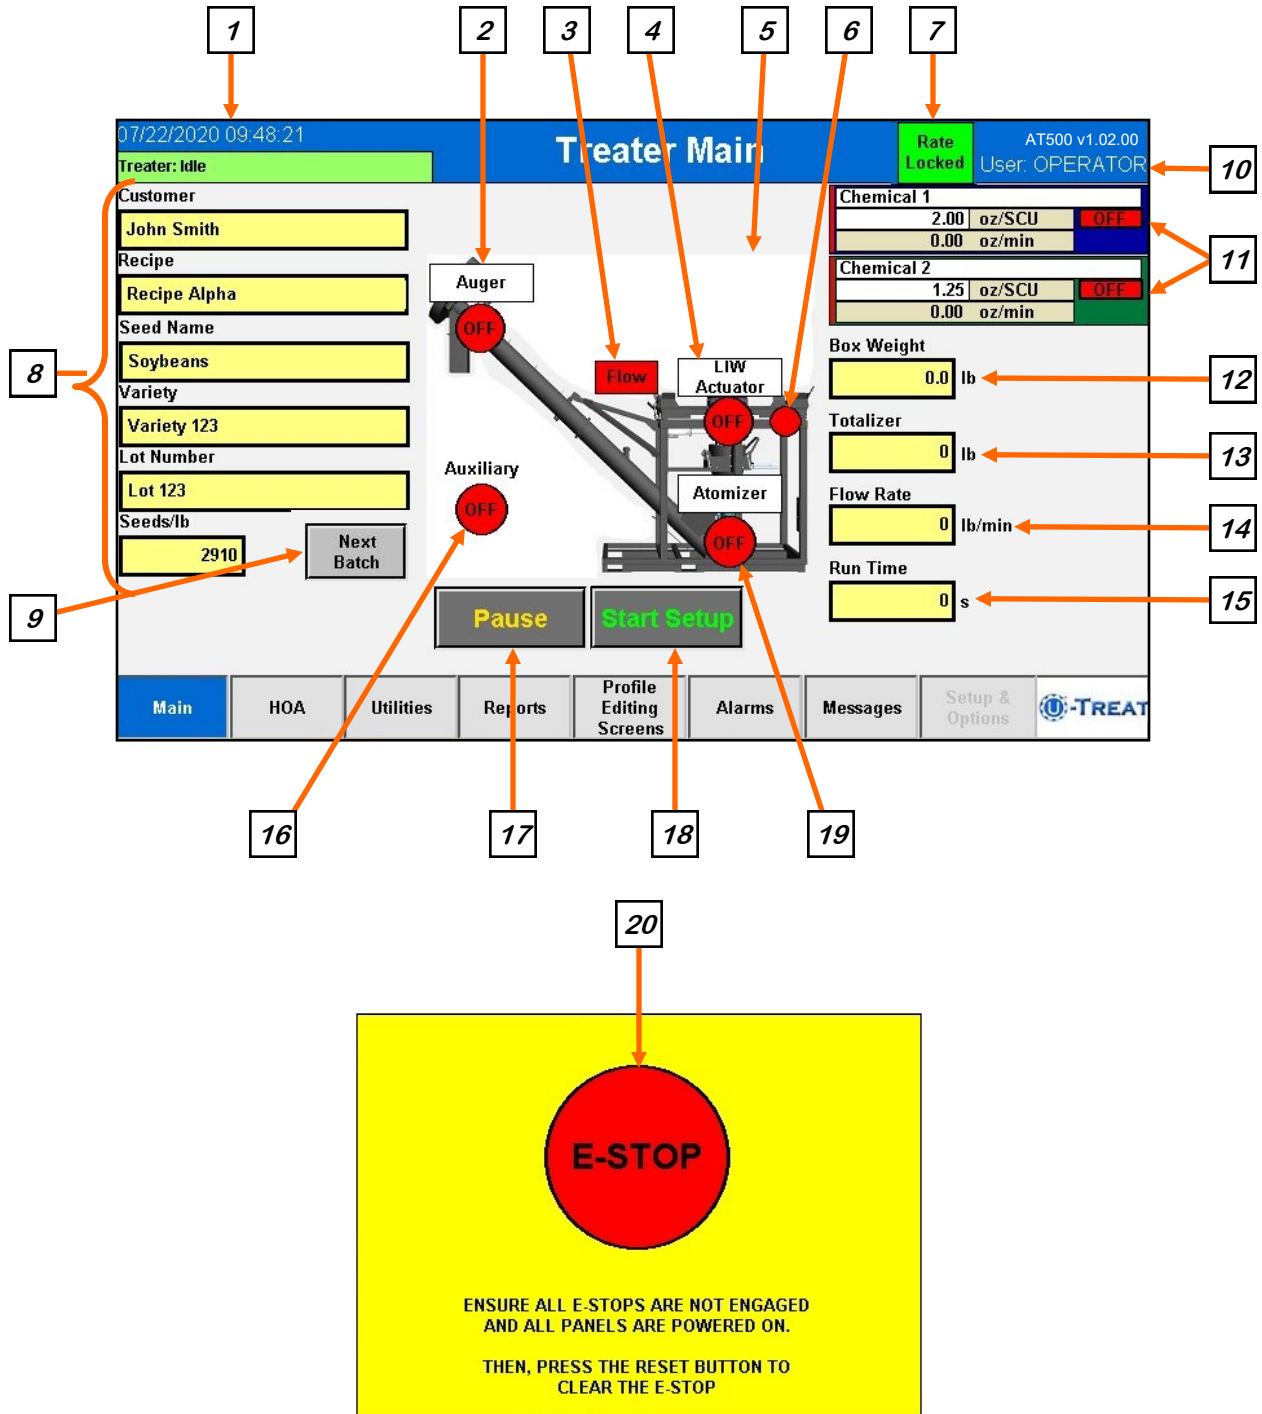 1
2
3
4
5
6
7
07/22/2020 09:48:21
Treater Main
Rate
Locked
AT500 v1.02.00
User: OPERATOR
10
Treater: Idle
Customer
John Smith
Recipe
Recipe Alpha
Seed Name
Soybeans
Variety
Variety 123
Lot Number
Lot 123
Seeds/lb
2910
Next
Batch
8
9
Auger
OFF
Flow
LIW
Actuator
OFF
Auxiliary
OFF
Atomizer
OFF
Pause
Start Setup
Chemical 1
2.00 oz/SCU OFF
0.00 oz/min
Chemical 2
1.25 oz/SCU OFF
0.00 oz/min
11
Box Weight
0.0 lb
12
Totalizer
0 lb
13
Flow Rate
0 lb/min
14
Run Time
0 s
15
Main
HOA
Utilities
Reports
Profile
Editing
Screens
Alarms
Messages
Setup &
Options
U-TREAT
16
17
18
19
20
E-STOP
ENSURE ALL E-STOPS ARE NOT ENGAGED
AND ALL PANELS ARE POWERED ON.
THEN, PRESS THE RESET BUTTON TO
CLEAR THE E-STOP